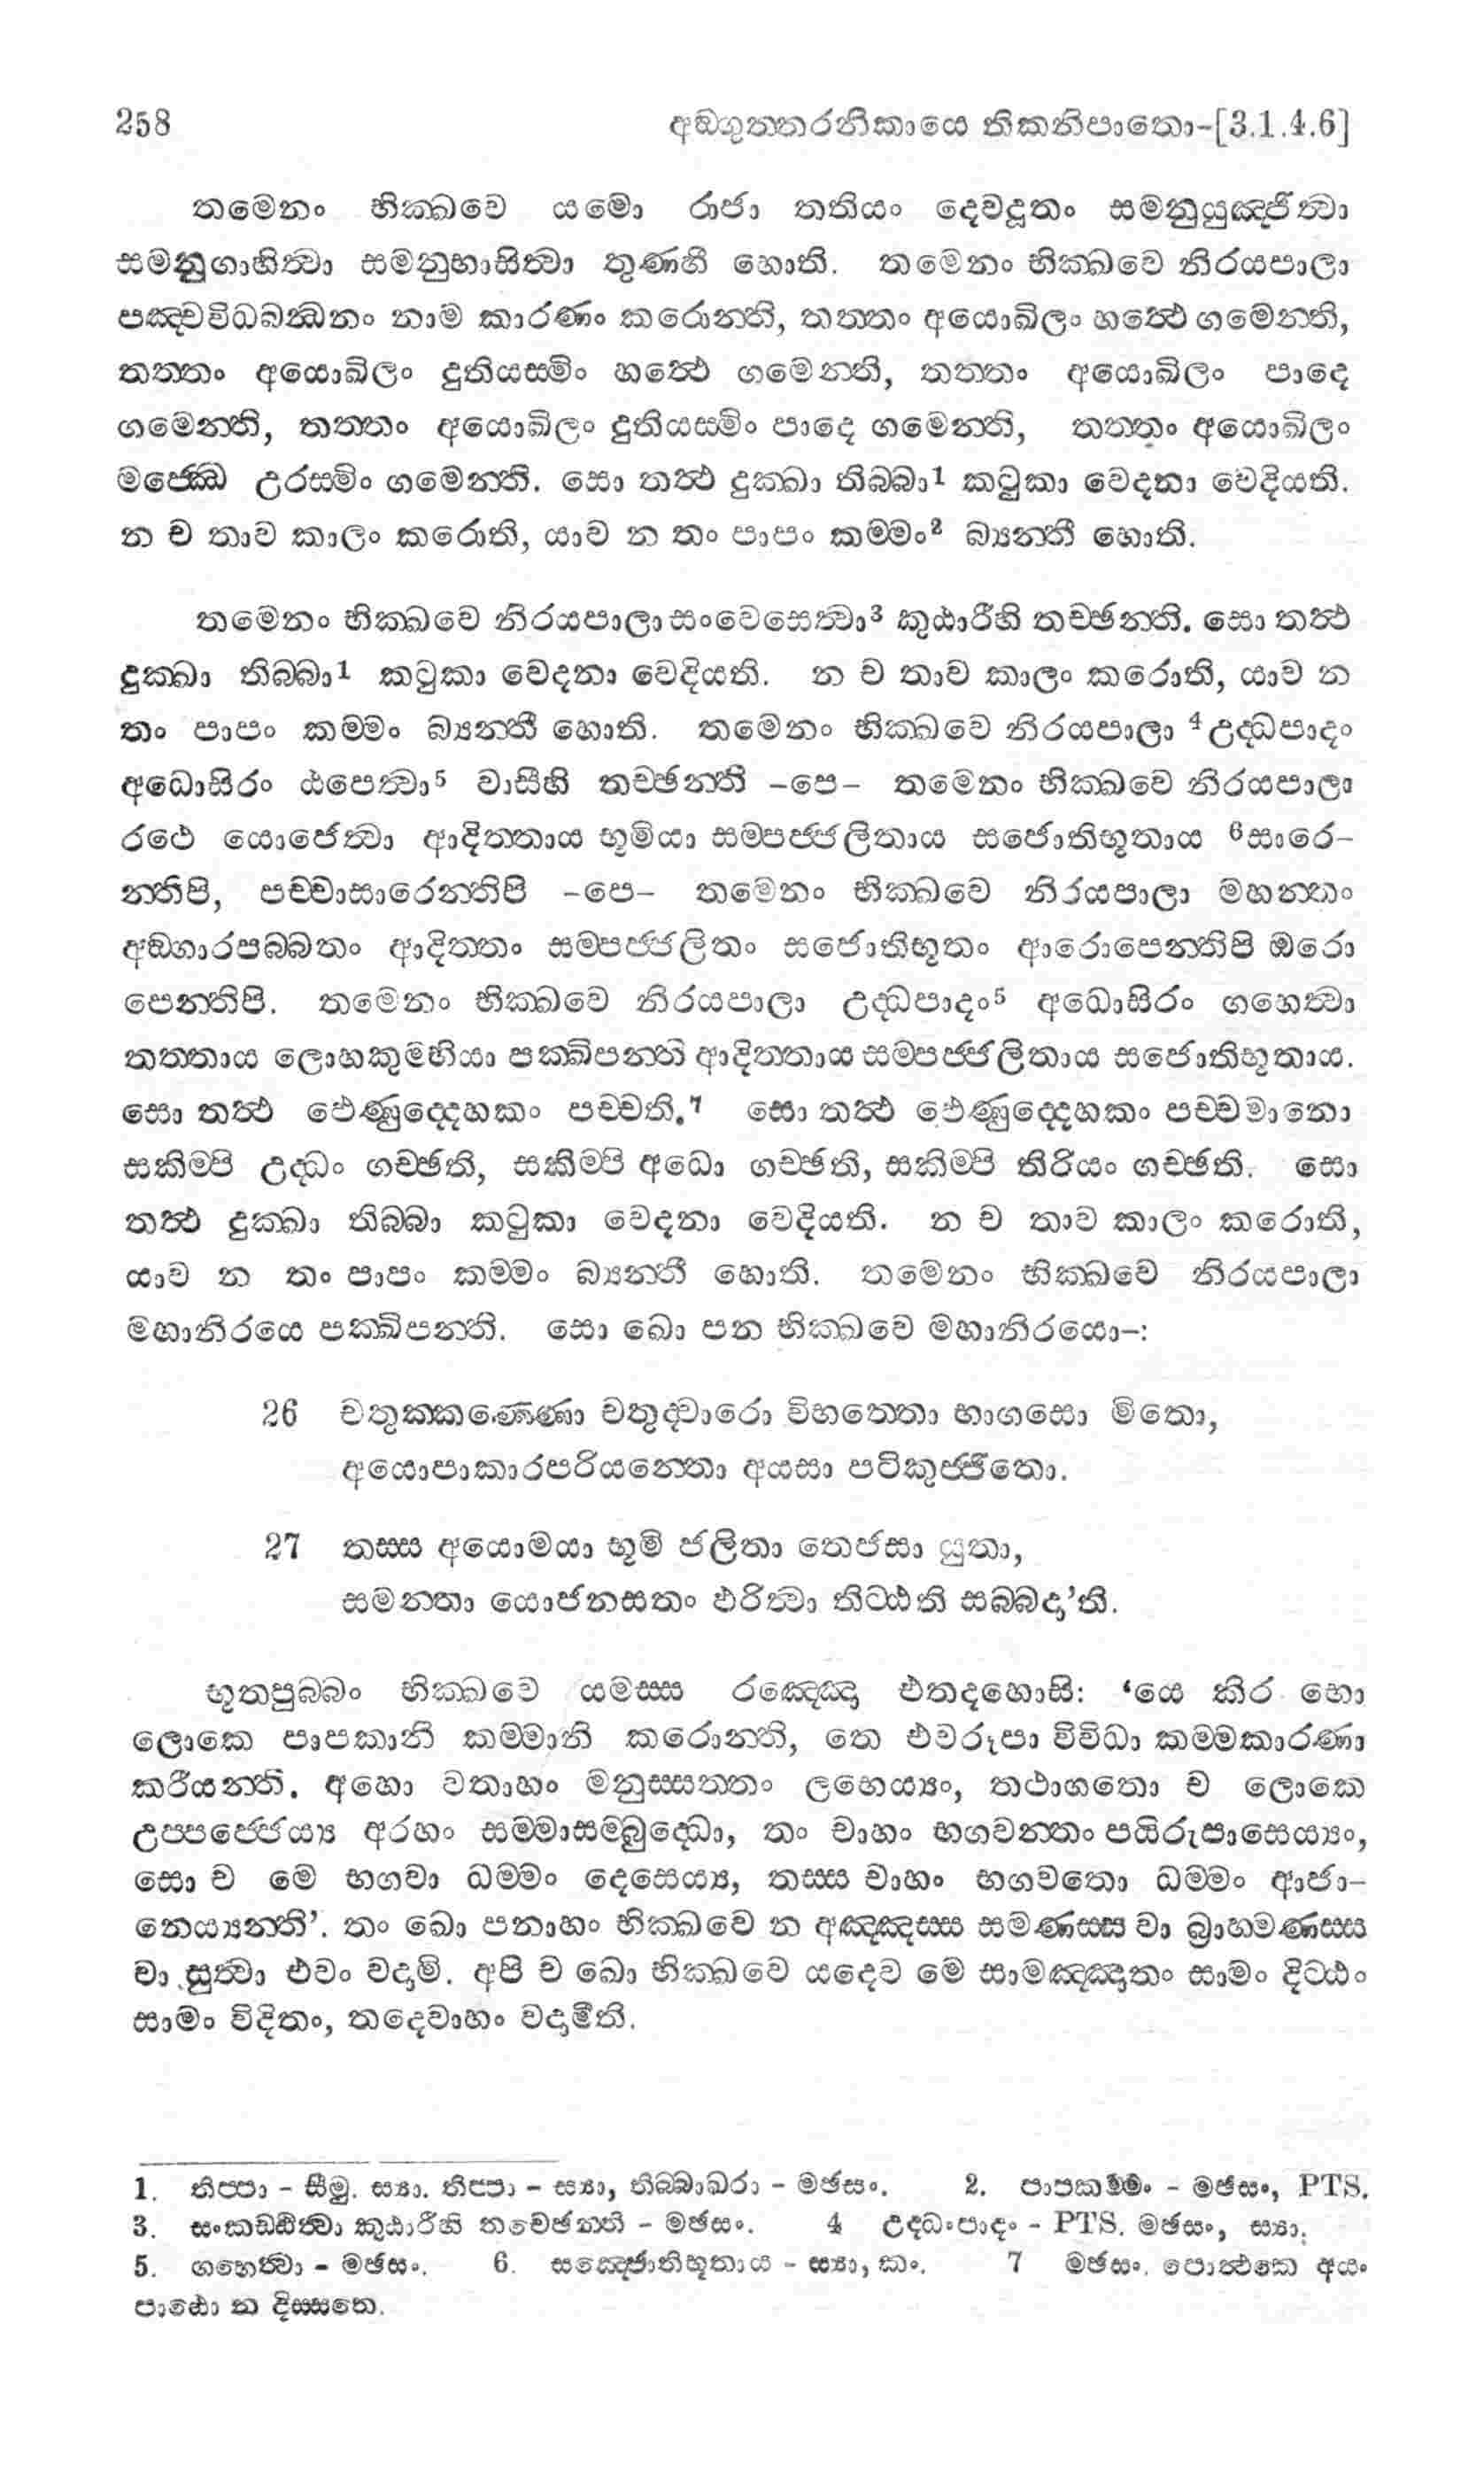 258 අඞ්ගුත්තරනිකායෙ තිකනිපාතො-[3.1.4.6]
තමෙනං භික්ඛවෙ යමො රාජා තතියං දෙවදූතං සමනුයුඤ්ජිත්වා
සමනුගාහිත්වා සමනුභාසිත්වා තුණ්හී හොති. තමෙනං භික්ඛවෙ නිරයපාලා
පඤ්චවිධබන්ධනං නාම කාරණං කරොන්ති, තත්තං අයොඛිලං හත්ථෙ ගමෙන්ති,
තත්තං අයොඛිලං දුතියස්මිං හත්ථෙ ගමෙන්ති, තත්තං අයොඛිලං පාදෙ
ගමෙන්ති, තත්තං අයොඛිලං දුතියස්මිං පාදෙ ගමෙන්ති, තත්තං අයොඛිලං
මජ්ඣෙ උරස්මිං ගමෙන්ති. සො තත්ථ දුක්ඛා තිබ්බා1 කටුකා වෙදනා වෙදියති.
න ච තාව කාලං කරොති, යාව න තං පාපං කම්මං2 බ්‍යන්තී හොති.
තමෙනං භික්ඛවෙ නිරයපාලා සංවෙසෙත්වා3 කුඨාරීහි තච්ඡන්ති. සො තත්ථ
දුක්ඛා තිබ්බා1 කටුකා වෙදනා වෙදියති. න ච තාව කාලං කරොති, යාව න
තං පාපං කම්මං බ්‍යන්තී හොති. තමෙනං භික්ඛවෙ නිරයපාලා 4උද්ධපාදං
අධොසිරං ඨපෙත්වා5 වාසීහි තච්ඡන්ති -පෙ- තමෙනං භික්ඛවෙ නිරයපාලා
රථෙ යොජෙත්වා ආදිත්තාය භූමියා සම්පජ්ජලිතාය සජොතිභූතාය 6සාරෙ-
න්තිපි, පච්චාසාරෙන්තිපි -පෙ- තමෙනං භික්ඛවෙ නිරයපාලා මහන්තං
අඞ්ගාරපබ්බතං ආදිත්තං සම්පජ්ජලිතං සජොතිභූතං ආරොපෙන්තිපි ඔරො
පෙන්තිපි. තමෙනං භික්ඛවෙ නිරයපාලා උද්ධපාදං5 අධොසිරං ගහෙත්වා
තත්තාය ලොහකුම්භියා පක්ඛිපන්ති ආදිත්තාය සම්පජ්ජලිතාය සජොතිභූතාය.
සො තත්ථ ඵෙණුද්දෙහකං පච්චති.7 සො තත්ථ ඵෙණුද්දෙහකං පච්චමානො
සකිම්පි උද්ධං ගච්ඡති, සකිම්පි අධො ගච්ඡති, සකිම්පි තිරියං ගච්ඡති. සො
තත්ථ දුක්ඛා තිබ්බා කටුකා වෙදනා වෙදියති. න ච තාව කාලං කරොති,
යාව න තං පාපං කම්මං බ්‍යන්තී හොති. තමෙනං භික්ඛවෙ නිරයපාලා
මහානිරයෙ පක්ඛිපන්ති. සො ඛො පන භික්ඛවෙ මහානිරයො-:
26 චතුක්කණ්ණො චතුද්වාරො විභත්තො භාගසො මිතො,
අයොපාකාරපරියන්තො අයසා පටිකුජ්ජිතො.
27 තස්ස අයොමයා භූමි ජලිතා තෙජසා යුතා,
සමන්තා යොජනසතං ඵරිත්වා තිට්ඨති සබ්බදා'ති.
භූතපුබ්බං භික්ඛවෙ යමස්ස රඤ්ඤො එතදහොසි: ‘යෙ කිර භො
ලොකෙ පාපකානි කම්මානි කරොන්ති, තෙ එවරූපා විවිධා කම්මකාරණා
කරීයන්ති. අහො වතාහං මනුස්සත්තං ලභෙය්‍යං, තථාගතො ච ලොකෙ
උප්පජ්ජෙය්‍ය අරහං සම්මාසම්බුද්ධො, තං චාහං භගවන්තං පයිරුපාසෙය්‍යං,
සො ච මෙ භගවා ධම්මං දෙසෙය්‍ය, තස්ස චාහං භගවතො ධම්මං ආජා-
නෙය්‍යන්ති’. තං ඛො පනාහං භික්ඛවෙ න අඤ්ඤස්ස සමණස්ස වා බ්‍රාහ්මණස්ස
වා සුත්වා එවං වදාමි. අපි ච ඛො භික්ඛවෙ යදෙව මෙ සාමඤ්ඤාතං සාමං දිට්ඨං
සාමං විදිතං, තදෙවාහං වදාමීති.
1. තිප්පා - සීමු. ස්‍යා. තිප්පා - ස්‍යා, තිබ්බාඛරා - මඡසං. 2. පාපකම්මං - මඡසං, PTS.
3. සංකඩ්ඪිත්වා කුඨාරීහි තච්ඡෙන්ති - මඡසං. 4 උද්ධංපාදං - PTS. මඡසං, ස්‍යා.
5. ගහෙත්වා - මඡසං. 6. සඤ්ජොතිභූතාය - ස්‍යා, කං. 7 මඡසං. පොත්ථකෙ අයං
පාඨො න දිස්සතෙ.